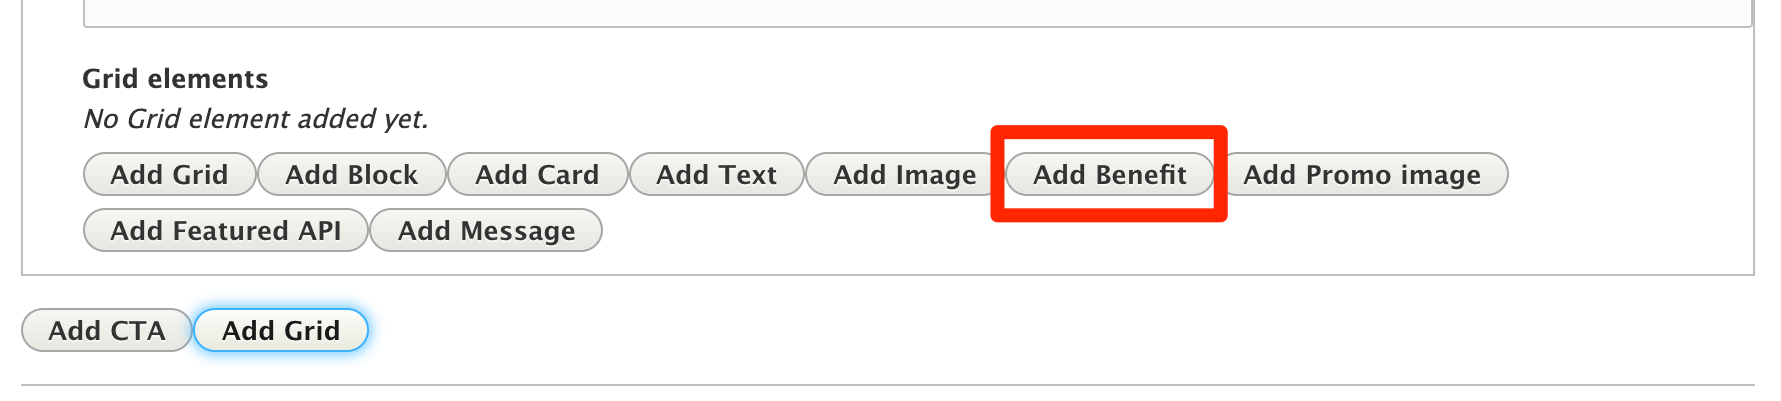 Grid elements
No Grid element added yet.
Add Grid Add Block Add Card Add Text Add Image Add Benefit Add Promo image
Add Featured API Add Message
Add CTA Add Grid